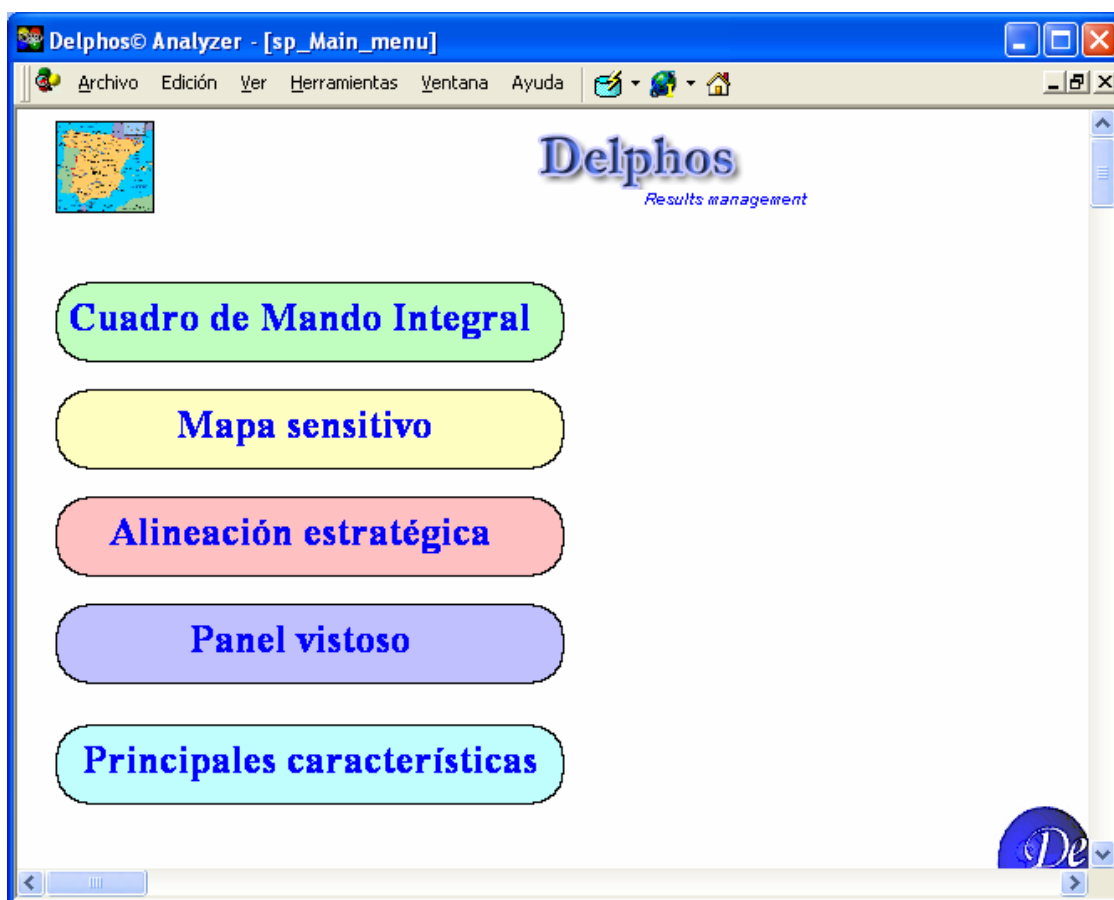 Delphos© Analyzer - [sp_Main_menu]
Archivo Edición Ver Herramientas Ventana Ayuda
Delphos
Results management
Cuadro de Mando Integral
Mapa sensitivo
Alineación estratégica
Panel vistoso
Principales características
De